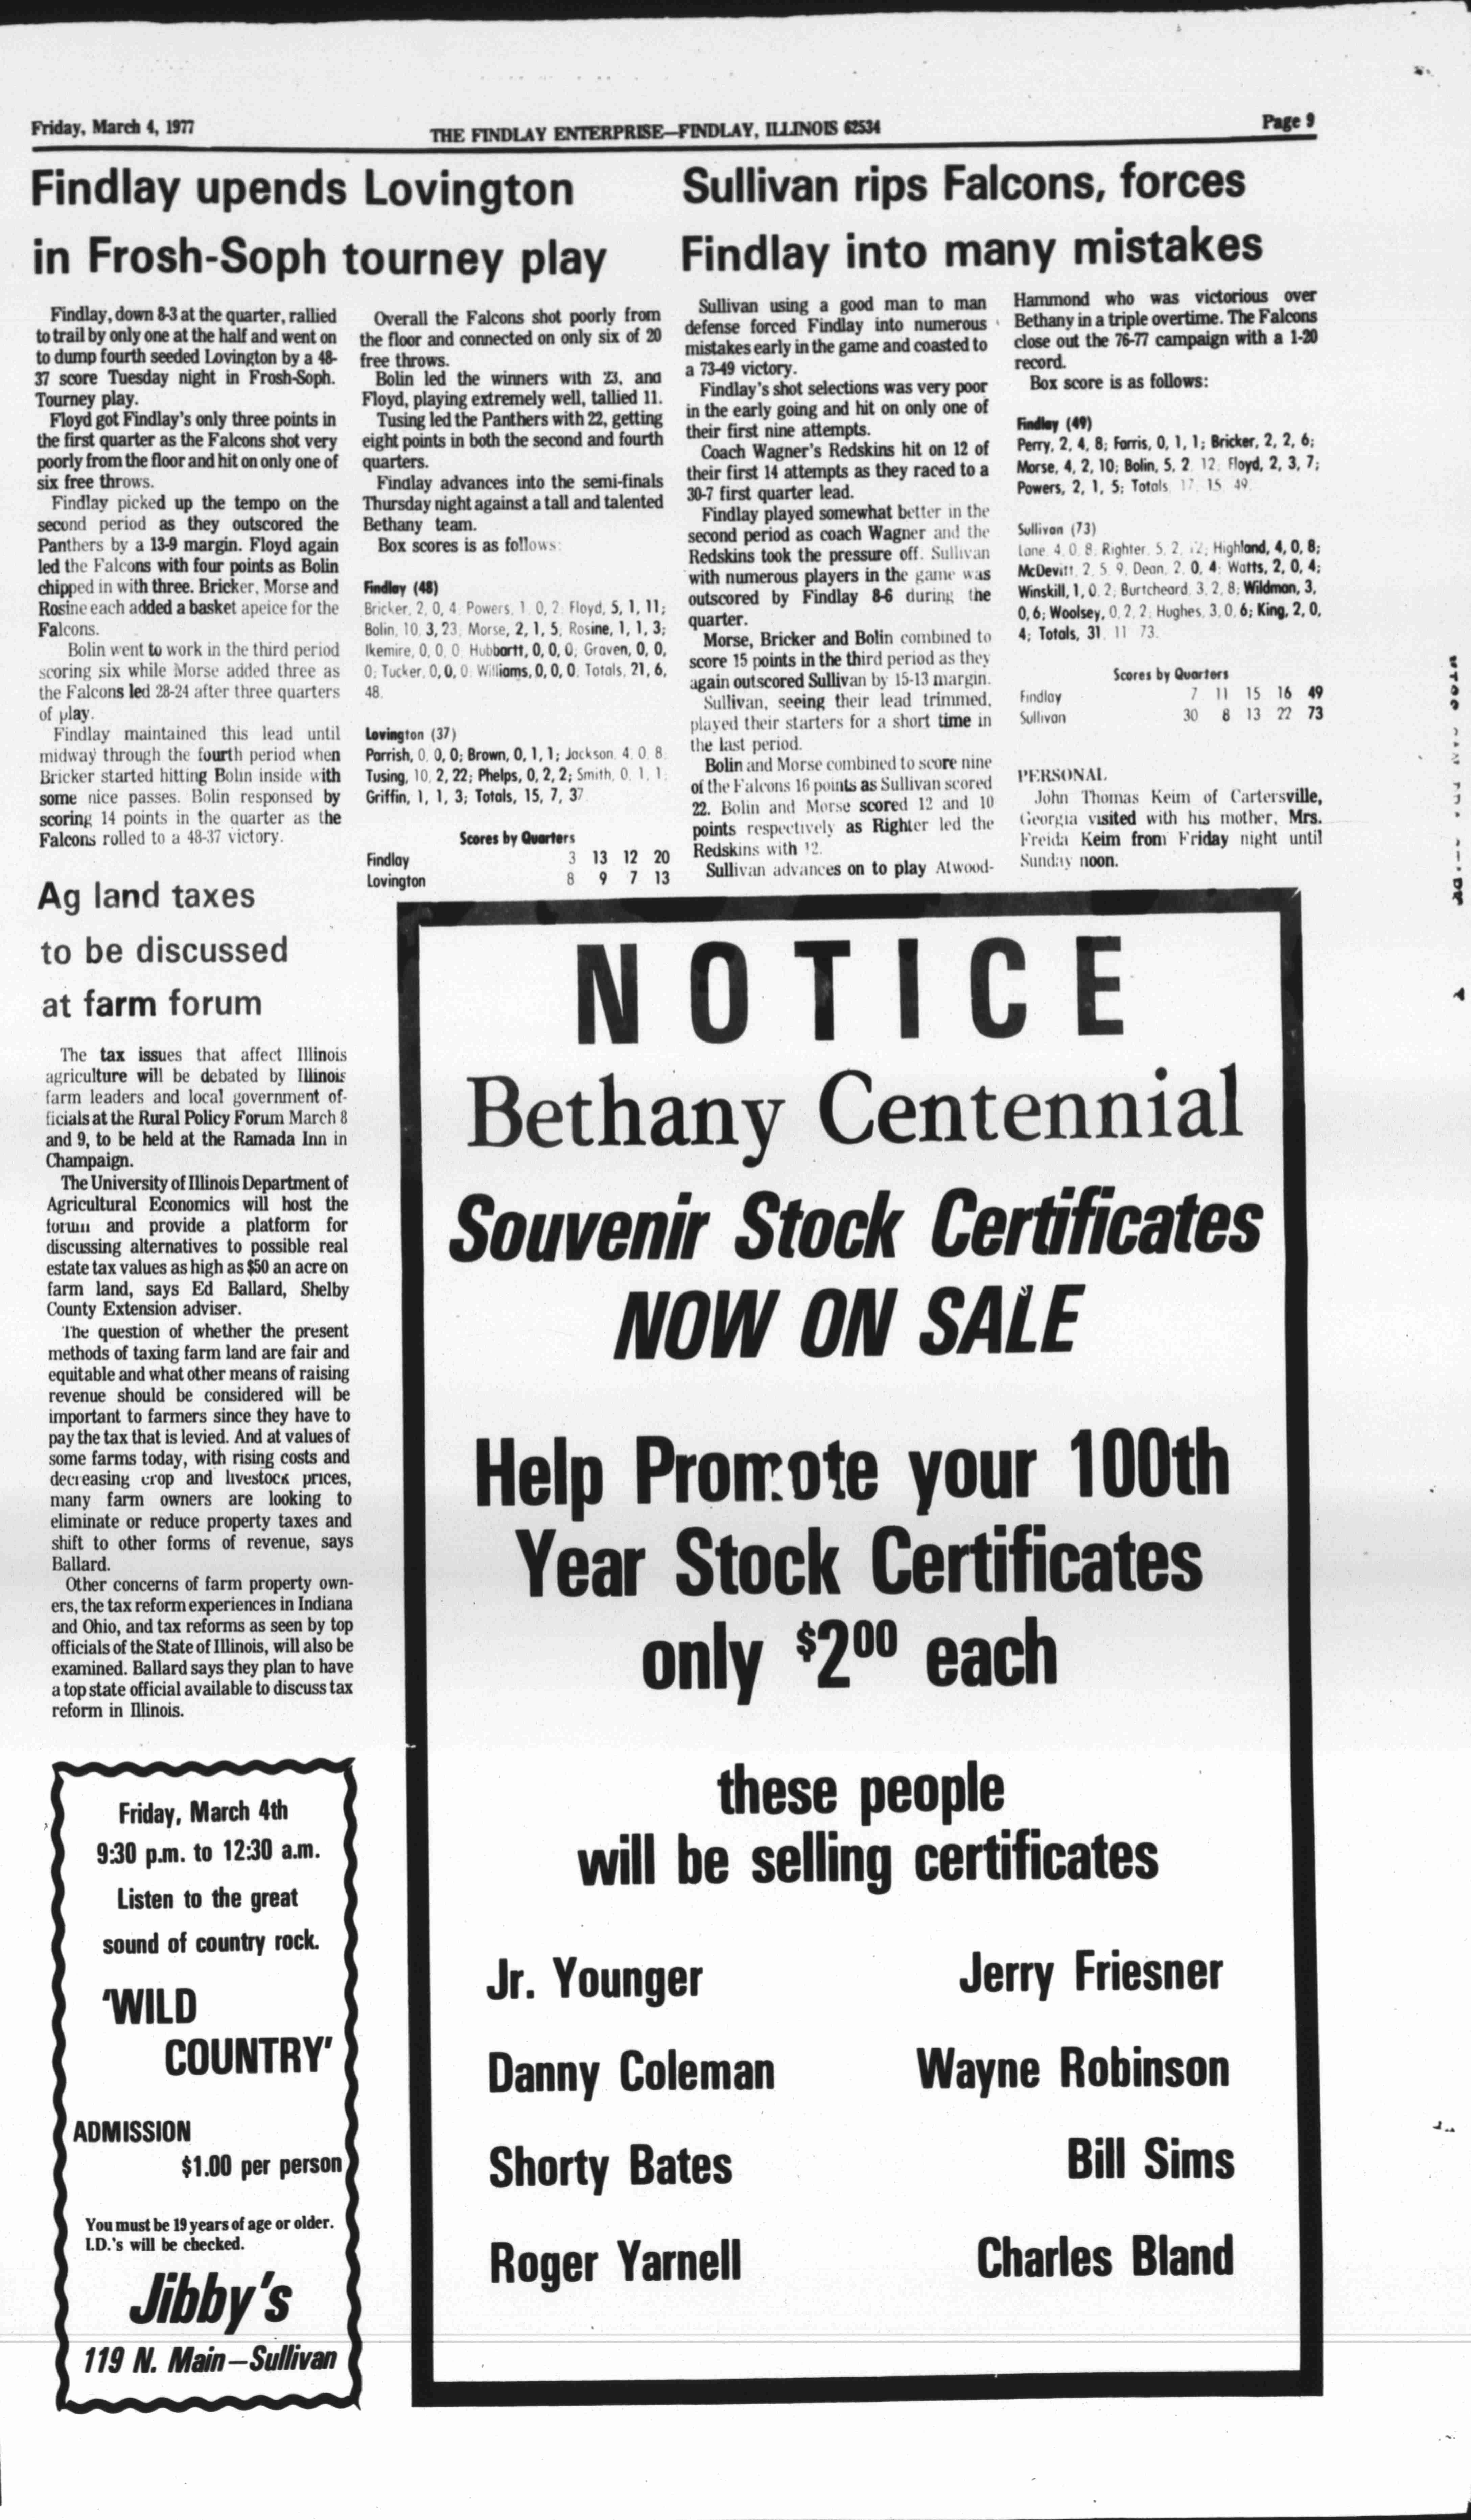 Friday, March 4, 1977
THE FINDLAY ENTERPRISE—FINDLAY, ILLINOIS 62534
Page 9
Findlay upends Lovington
in Frosh-Soph tourney play
Findlay, down 8-3 at the quarter, rallied
to trail by only one at the half and went on
to dump fourth seeded Lovington by a 48-
37 score Tuesday night in Frosh-Soph.
Tourney play.
Floyd got Findlay's only three points in
the first quarter as the Falcons shot very
poorly from the floor and hit on only one of
six free throws.
Findlay picked up the tempo on the
second period as they outscored the
Panthers by a 13-9 margin. Floyd again
led the Falcons with four points as Bolin
chipped in with three. Bricker, Morse and
Rosine each added a basket apeice for the
Falcons.
Bolin went to work in the third period
scoring six while Morse added three as
the Falcons led 28-24 after three quarters
of play.
Findlay maintained this lead until
midway through the fourth period when
Bricker started hitting Bolin inside with
some nice passes. Bolin responsed by
scoring 14 points in the quarter as the
Falcons rolled to a 48-37 victory.
Overall the Falcons shot poorly from
the floor and connected on only six of 20
free throws.
Bolin led the winners with 23, and
Floyd, playing extremely well, tallied 11.
Tusing led the Panthers with 22, getting
eight points in both the second and fourth
quarters.
Findlay advances into the semi-finals
Thursday night against a tall and talented
Bethany team.
Box scores is as follows:
Findlay (48)
Bricker, 2, 0, 4; Powers, 1, 0, 2; Floyd, 5, 1, 11;
Bolin, 10, 3, 23; Morse, 2, 1, 5; Rosine, 1, 1, 3;
Ikemire, 0, 0, 0; Hubbartt, 0, 0, 0; Graven, 0, 0,
0; Tucker, 0, 0, 0; Williams, 0, 0, 0; Totals, 21, 6,
48.
Lovington (37)
Parrish, 0, 0, 0; Brown, 0, 1, 1; Jackson, 4, 0, 8;
Tusing, 10, 2, 22; Phelps, 0, 2, 2; Smith, 0, 1, 1;
Griffin, 1, 1, 3; Totals, 15, 7, 37.
Scores by Quarters
Findlay 3 13 12 20
Lovington 8 9 7 13
Sullivan rips Falcons, forces
Findlay into many mistakes
Sullivan using a good man to man
defense forced Findlay into numerous
mistakes early in the game and coasted to
a 73-49 victory.
Findlay's shot selections was very poor
in the early going and hit on only one of
their first nine attempts.
Coach Wagner's Redskins hit on 12 of
their first 14 attempts as they raced to a
30-7 first quarter lead.
Findlay played somewhat better in the
second period as coach Wagner and the
Redskins took the pressure off. Sullivan
with numerous players in the game was
outscored by Findlay 8-6 during the
quarter.
Morse, Bricker and Bolin combined to
score 15 points in the third period as they
again outscored Sullivan by 15-13 margin.
Sullivan, seeing their lead trimmed,
played their starters for a short time in
the last period.
Bolin and Morse combined to score nine
of the Falcons 16 points as Sullivan scored
22. Bolin and Morse scored 12 and 10
points respectively as Righter led the
Redskins with 12.
Sullivan advances on to play Atwood-
Hammond who was victorious over
Bethany in a triple overtime. The Falcons
close out the 76-77 campaign with a 1-20
record.
Box score is as follows:
Findlay (49)
Perry, 2, 4, 8; Farris, 0, 1, 1; Bricker, 2, 2, 6;
Morse, 4, 2, 10; Bolin, 5, 2, 12; Floyd, 2, 3, 7;
Powers, 2, 1, 5; Totals, 17, 15, 49.
Sullivan (73)
Lane, 4, 0, 8; Righter, 5, 2, 12; Highland, 4, 0, 8;
McDevitt, 2, 5, 9; Dean, 2, 0, 4; Watts, 2, 0, 4;
Winskill, 1, 0, 2; Burtcheard, 3, 2, 8; Wildman, 3,
0, 6; Woolsey, 0, 2, 2; Hughes, 3, 0, 6; King, 2, 0,
4; Totals, 31, 11, 73.
Scores by Quarters
Findlay 7 11 15 16 49
Sullivan 30 8 13 22 73
PERSONAL
John Thomas Keim of Cartersville,
Georgia visited with his mother, Mrs.
Freida Keim from Friday night until
Sunday noon.
Ag land taxes
to be discussed
at farm forum
The tax issues that affect Illinois
agriculture will be debated by Illinois
farm leaders and local government of-
ficials at the Rural Policy Forum March 8
and 9, to be held at the Ramada Inn in
Champaign.
The University of Illinois Department of
Agricultural Economics will host the
forum and provide a platform for
discussing alternatives to possible real
estate tax values as high as $50 an acre on
farm land, says Ed Ballard, Shelby
County Extension adviser.
The question of whether the present
methods of taxing farm land are fair and
equitable and what other means of raising
revenue should be considered will be
important to farmers since they have to
pay the tax that is levied. And at values of
some farms today, with rising costs and
decreasing crop and livestock prices,
many farm owners are looking to
eliminate or reduce property taxes and
shift to other forms of revenue, says
Ballard.
Other concerns of farm property own-
ers, the tax reform experiences in Indiana
and Ohio, and tax reforms as seen by top
officials of the State of Illinois, will also be
examined. Ballard says they plan to have
a top state official available to discuss tax
reform in Illinois.
Friday, March 4th
9:30 p.m. to 12:30 a.m.
Listen to the great
sound of country rock.
'WILD
COUNTRY'
ADMISSION
$1.00 per person
You must be 19 years of age or older.
I.D.'s will be checked.
Jibby's
119 N. Main—Sullivan
NOTICE
Bethany Centennial
Souvenir Stock Certificates
NOW ON SALE
Help Promote your 100th
Year Stock Certificates
only $2 00 each
these people
will be selling certificates
Jr. Younger Jerry Friesner
Danny Coleman Wayne Robinson
Shorty Bates Bill Sims
Roger Yarnell Charles Bland